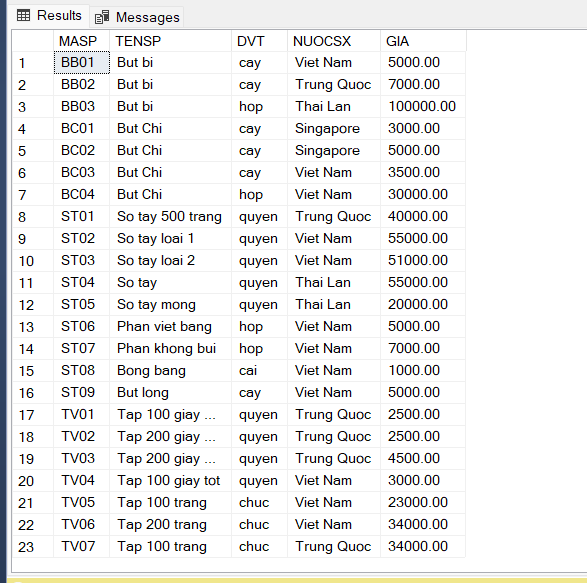 Results Messages
MASP TENSP DVT NUOCSX GIA
1 BB01 But bi cay Viet Nam 5000.00
2 BB02 But bi cay Trung Quoc 7000.00
3 BB03 But bi hop Thai Lan 100000.00
4 BC01 But Chi cay Singapore 3000.00
5 BC02 But Chi cay Singapore 5000.00
6 BC03 But Chi cay Viet Nam 3500.00
7 BC04 But Chi hop Viet Nam 30000.00
8 ST01 So tay 500 trang quyen Trung Quoc 40000.00
9 ST02 So tay loai 1 quyen Viet Nam 55000.00
10 ST03 So tay loai 2 quyen Viet Nam 51000.00
11 ST04 So tay quyen Thai Lan 55000.00
12 ST05 So tay mong quyen Thai Lan 20000.00
13 ST06 Phan viet bang hop Viet Nam 5000.00
14 ST07 Phan khong bui hop Viet Nam 7000.00
15 ST08 Bong bang cai Viet Nam 1000.00
16 ST09 But long cay Viet Nam 5000.00
17 TV01 Tap 100 giay ... quyen Trung Quoc 2500.00
18 TV02 Tap 200 giay ... quyen Trung Quoc 2500.00
19 TV03 Tap 200 giay ... quyen Trung Quoc 4500.00
20 TV04 Tap 100 giay tot quyen Viet Nam 3000.00
21 TV05 Tap 100 trang chuc Viet Nam 23000.00
22 TV06 Tap 200 trang chuc Viet Nam 34000.00
23 TV07 Tap 100 trang chuc Trung Quoc 34000.00